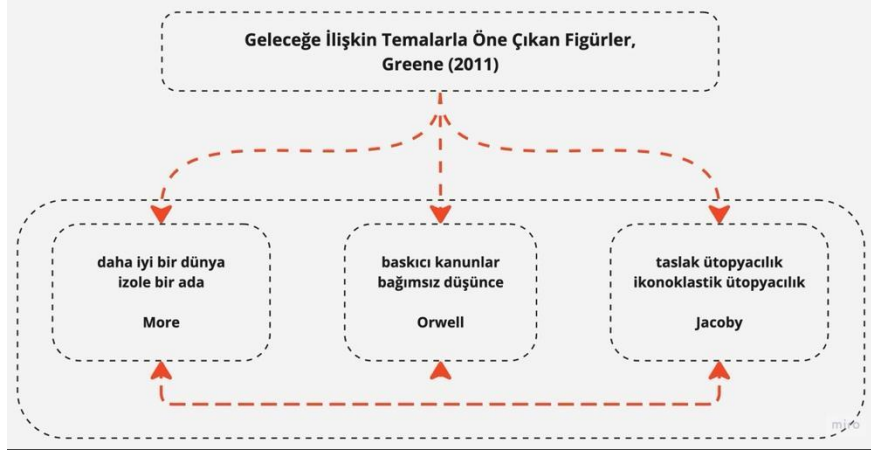 Geleceğe İlişkin Temalarla Öne Çıkan Figürler,
Greene (2011)
daha iyi bir dünya
izole bir ada
More
baskıcı kanunlar
bağımsız düşünce
Orwell
taslak ütopyacılık
ikonoklastik ütopyacılık
Jacoby
miro